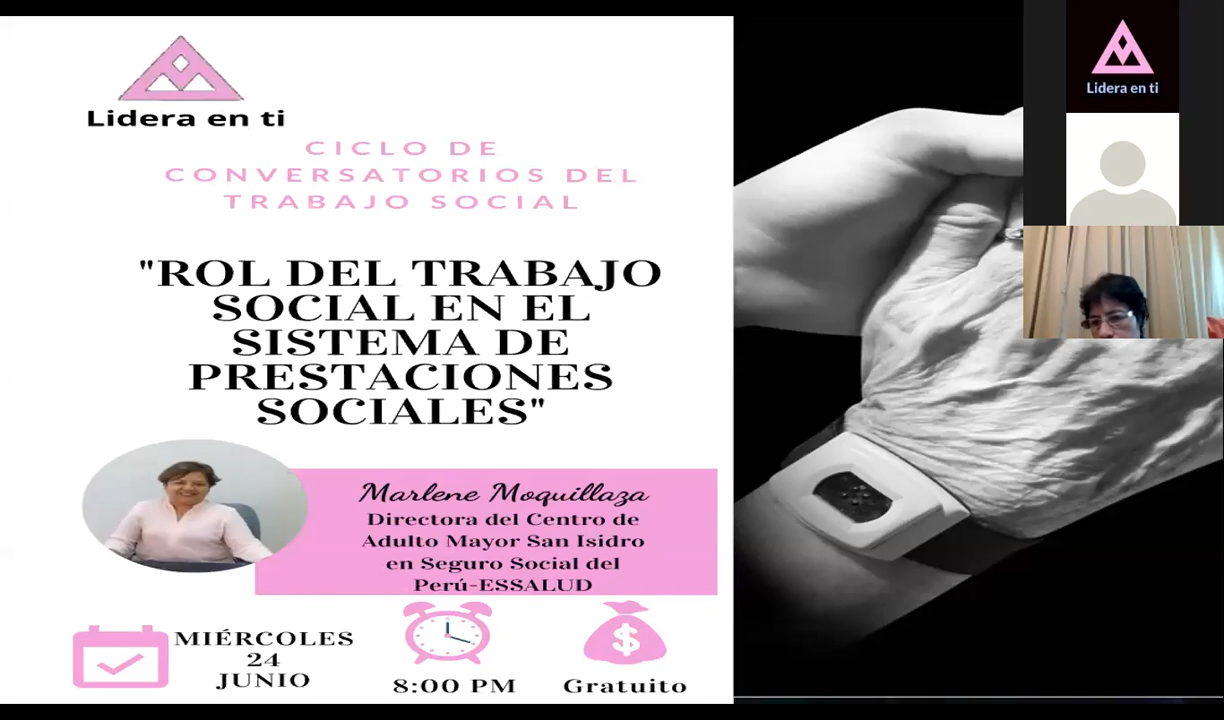 Lidera en ti
CICLO DE
CONVERSATORIOS DEL
TRABAJO SOCIAL
"ROL DEL TRABAJO
SOCIAL EN EL
SISTEMA DE
PRESTACIONES
SOCIALES"
Marlene Moquillaza
Directora del Centro de
Adulto Mayor San Isidro
en Seguro Social del
Perú-ESSALUD
MIÉRCOLES
24
JUNIO
8:00 PM
$
Gratuito
Lidera en ti